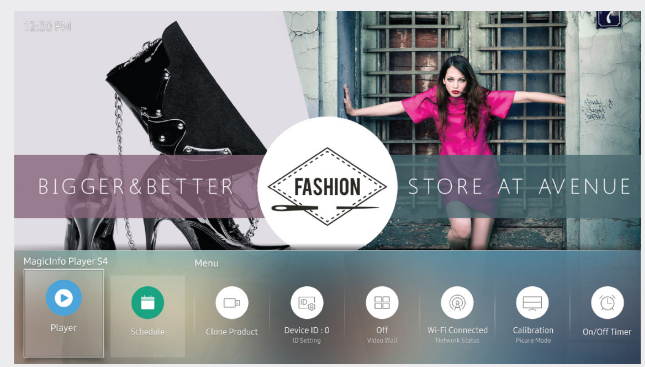 12:30 PM
BIGGER&BETTER
FASHION
STORE AT AVENUE
MagicInfo Player S4
Menu
Player
Schedule
Clone Product
Device ID : 0
ID Setting
Off
Video Wall
Wi-Fi Connected
Network Status
Calibration
Picure Mode
On/Off Timer